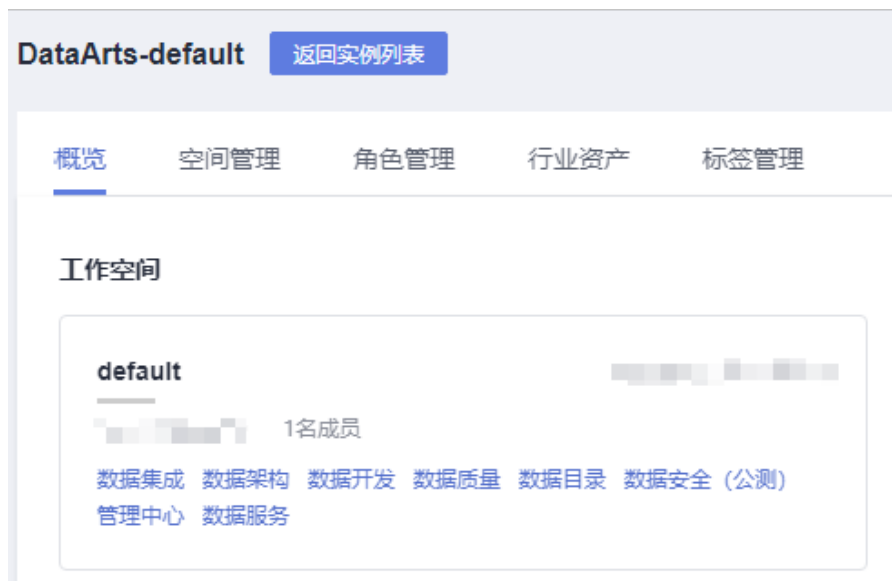 DataArts-default 返回实例列表
概览 空间管理 角色管理 行业资产 标签管理
工作空间
default
1名成员
数据集成 数据架构 数据开发 数据质量 数据目录 数据安全（公测）
管理中心 数据服务